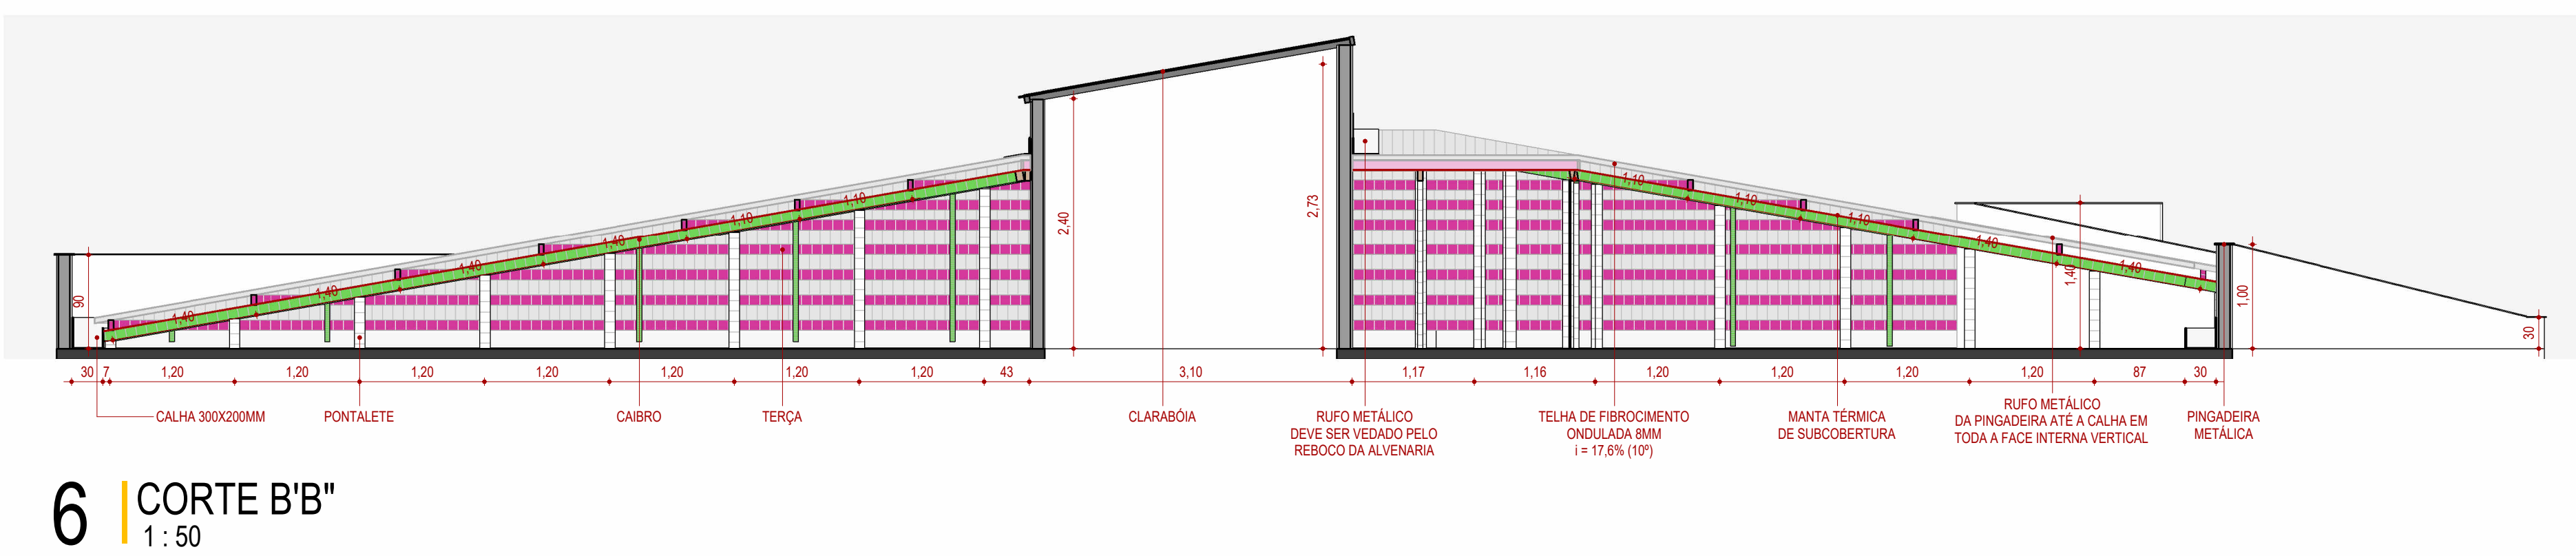 1,40
1,40
1,40
1,40
1,10
1,10
1,10
1,10
1,10
1,40
1,40
90
2,40
2,73
1,40
1,00
30
30 7 1,20 1,20 1,20 1,20 1,20 1,20 1,20 43 3,10 1,17 1,16 1,20 1,20 1,20 1,20 87 30
CALHA 300X200MM
PONTALETE
CAIBRO
TERÇA
CLARABÓIA
RUFO METÁLICO
DEVE SER VEDADO PELO
REBOCO DA ALVENARIA
TELHA DE FIBROCIMENTO
ONDULADA 8MM
i = 17,6% (10º)
MANTA TÉRMICA
DE SUBCOBERTURA
RUFO METÁLICO
DA PINGADEIRA ATÉ A CALHA EM
TODA A FACE INTERNA VERTICAL
PINGADEIRA
METÁLICA
6
CORTE B'B"
1 : 50